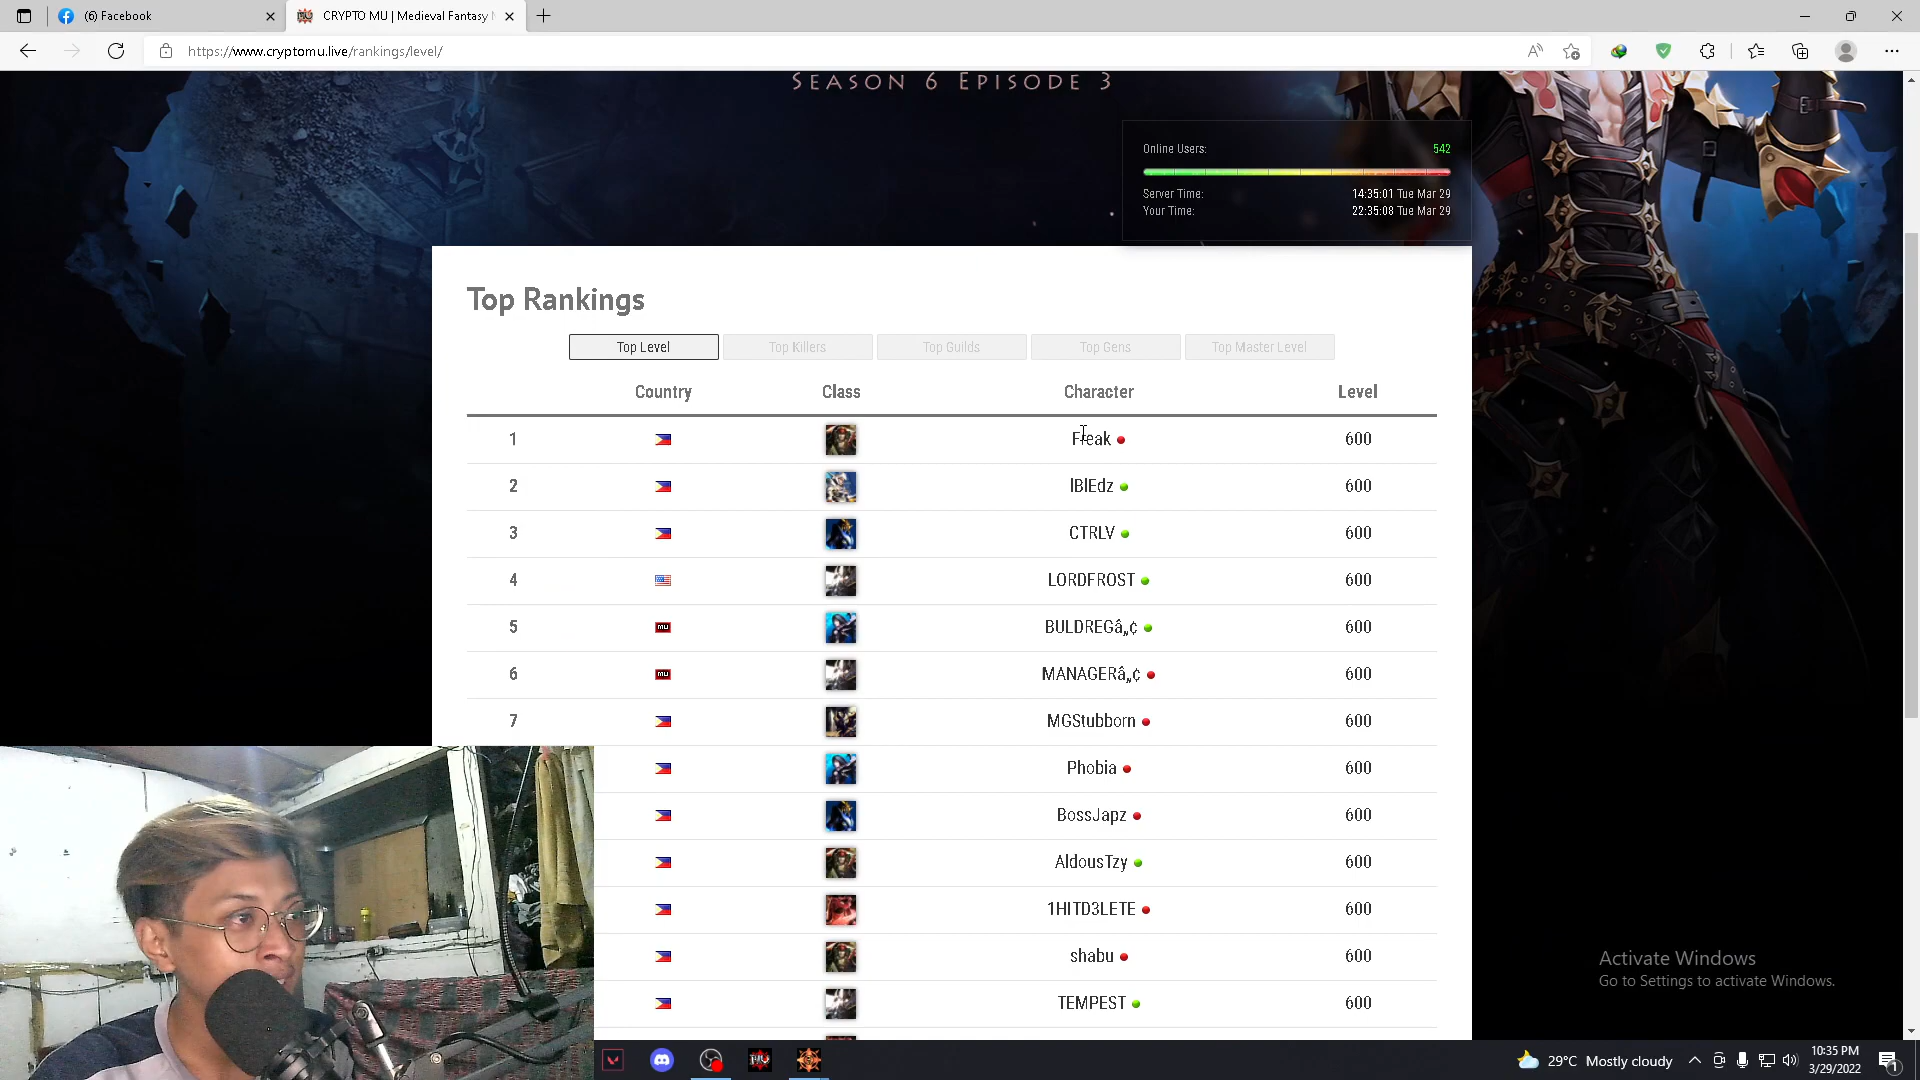 (6) Facebook
CRYPTO MU | Medieval Fantasy
https://www.cryptomu.live/rankings/level/
SEASON 6 EPISODE 3
Online Users: 542
Server Time: 14:35:01 Tue Mar 29
Your Time: 22:35:08 Tue Mar 29
Top Rankings
Top Level Top Killers Top Guilds Top Gens Top Master Level
Country Class Character Level
1 Freak 600
2 IBIEdz 600
3 CTRLV 600
4 LORDFROST 600
5 MU BULDREGâ„¢ 600
6 MU MANAGERâ„¢ 600
7 MGStubborn 600
Phobia 600
BossJapz 600
AldousTzy 600
1HITD3LETE 600
shabu 600
TEMPEST 600
Activate Windows
Go to Settings to activate Windows.
29°C Mostly cloudy
10:35 PM
3/29/2022
1